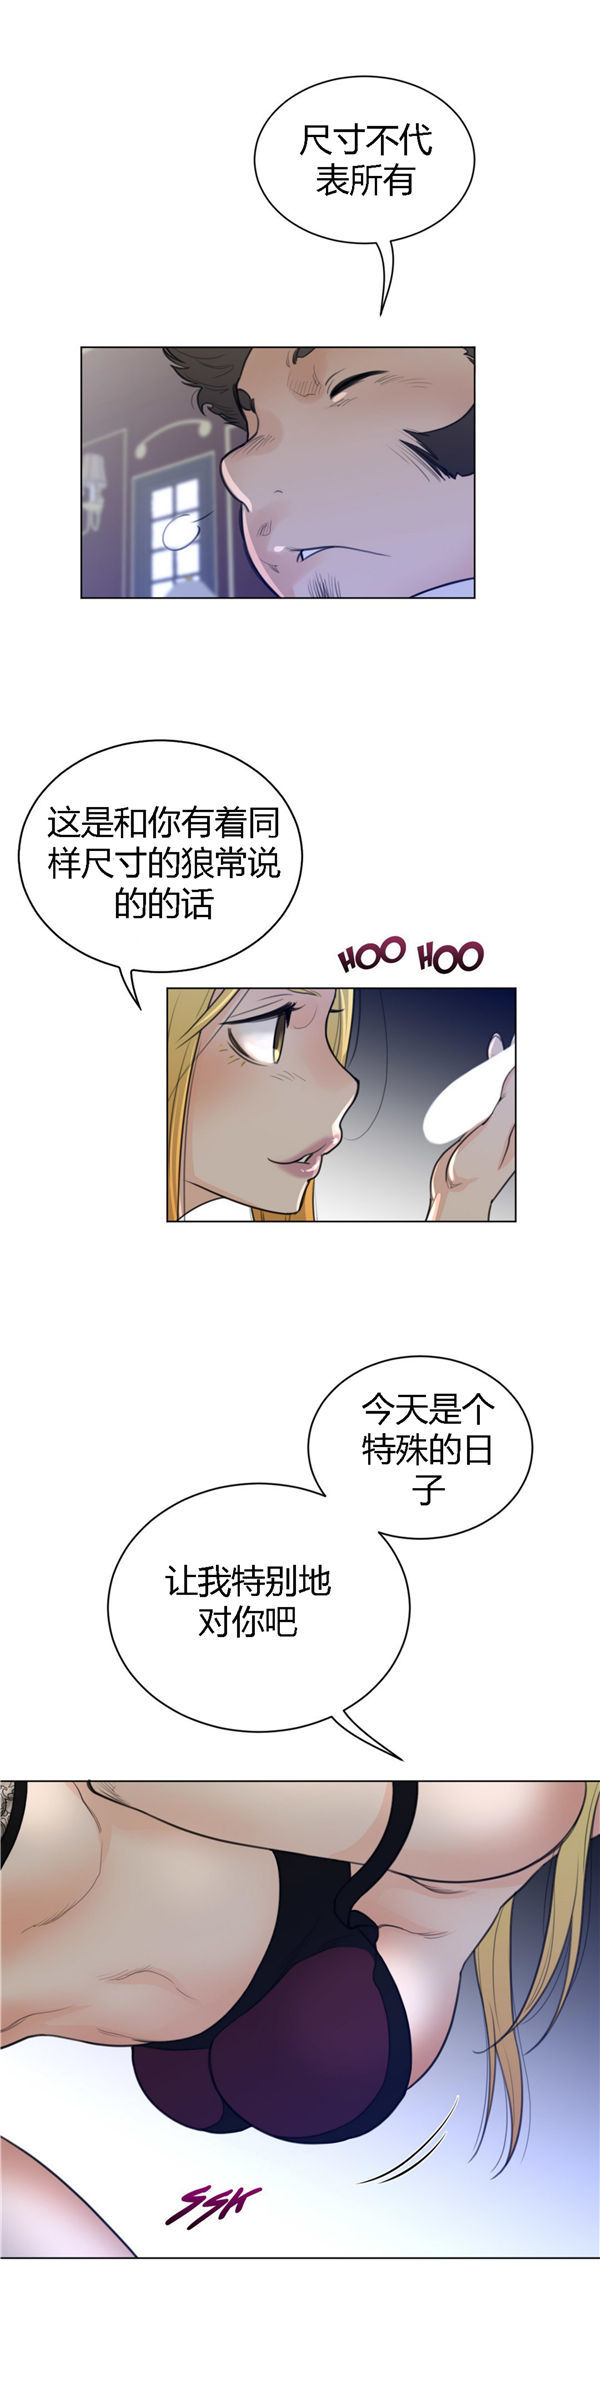 尺寸不代
表所有
这是和你有着同
样尺寸的狼常说
的的话
HOO HOO
今天是个
特殊的日
子
让我特别地
对你吧
SSK